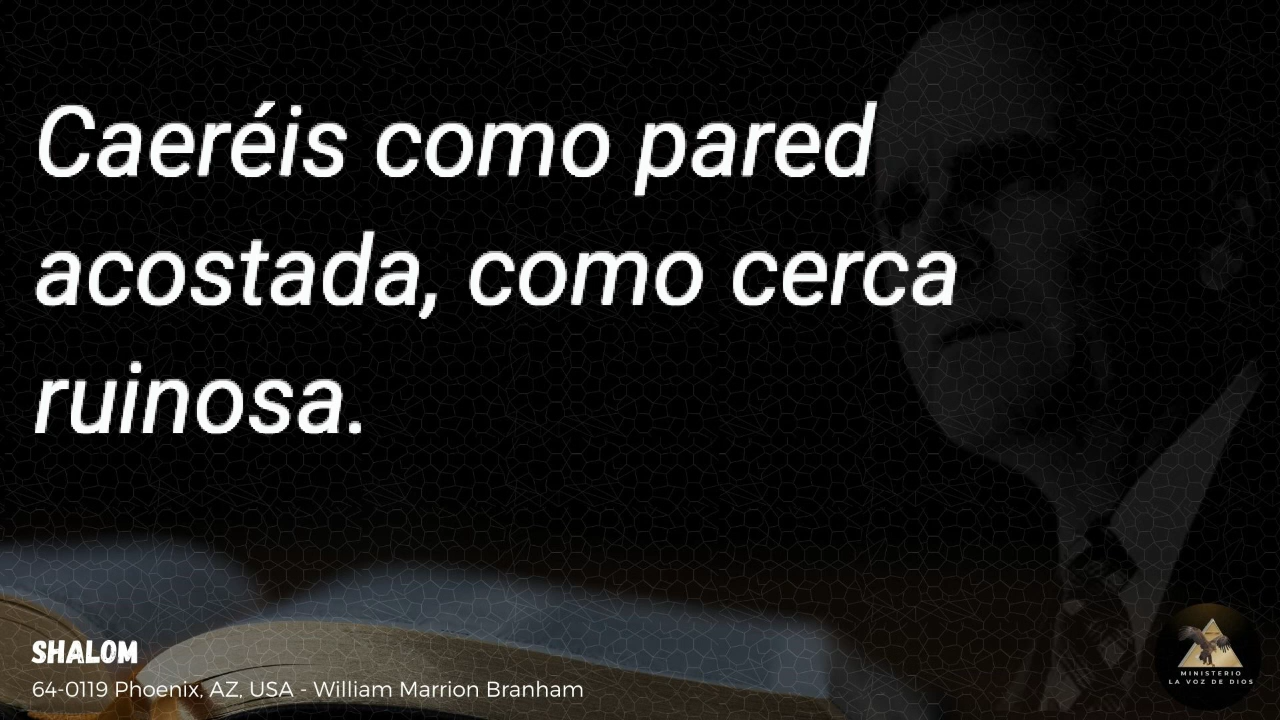 Caeréis como pared
acostada, como cerca
ruinosa.
SHALOM
64-0119 Phoenix, AZ, USA - William Marrion Branham
MINISTERIO
LA VOZ DE DIOS